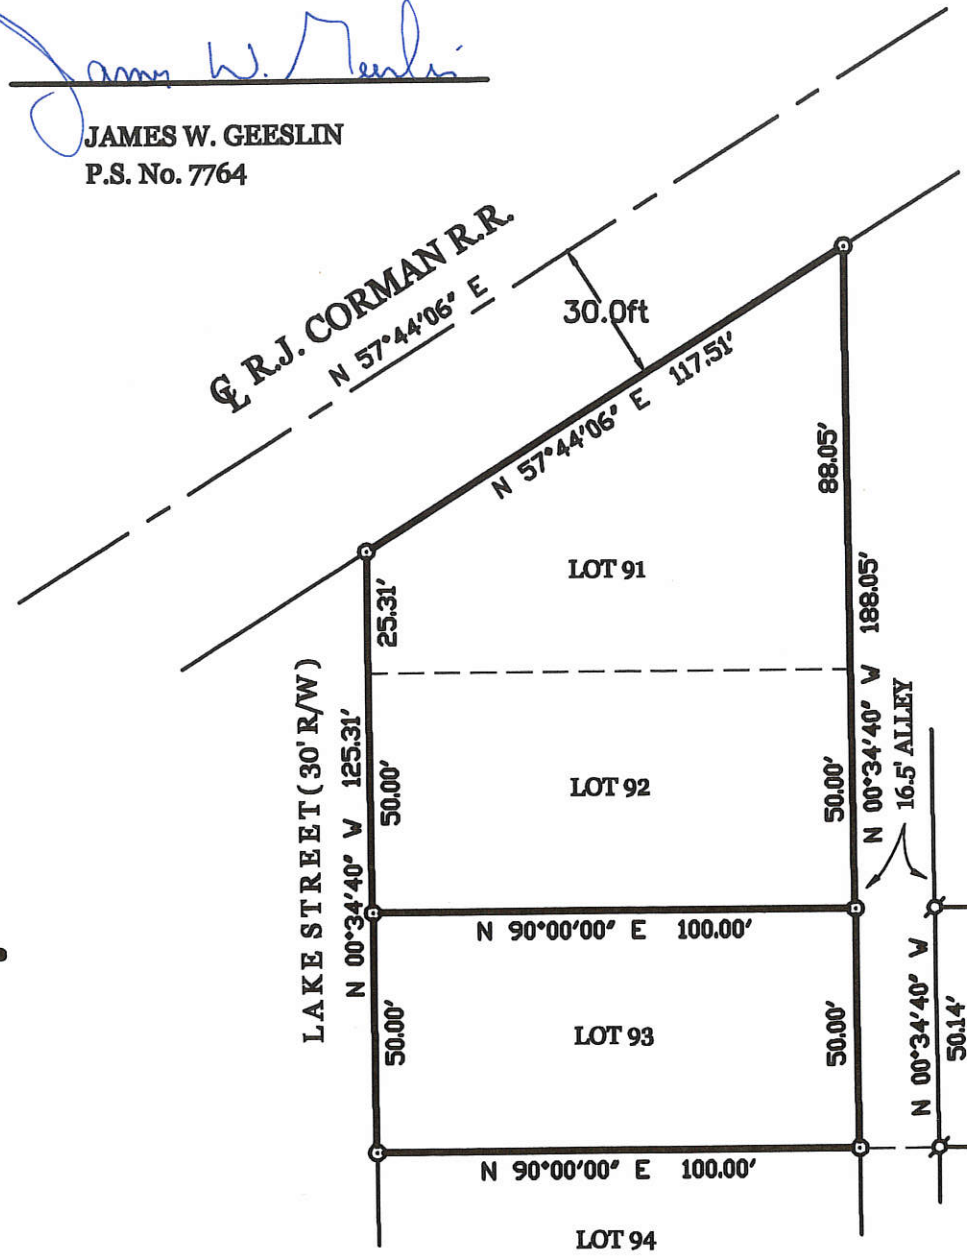 James W. Geeslin
JAMES W. GEESLIN
P.S. No. 7764
℄ R.J. CORMAN R.R.
N 57°44'06" E
30.0ft
N 57°44'06" E 117.51'
88.05'
LOT 91
25.31'
188.05'
N 00°34'40" W
16.5' ALLEY
LAKE STREET (30' R/W)
N 00°34'40" W 125.31'
50.00'
LOT 92
50.00'
N 90°00'00" E 100.00'
50.00'
LOT 93
50.00'
N 00°34'40" W
50.14'
N 90°00'00" E 100.00'
LOT 94